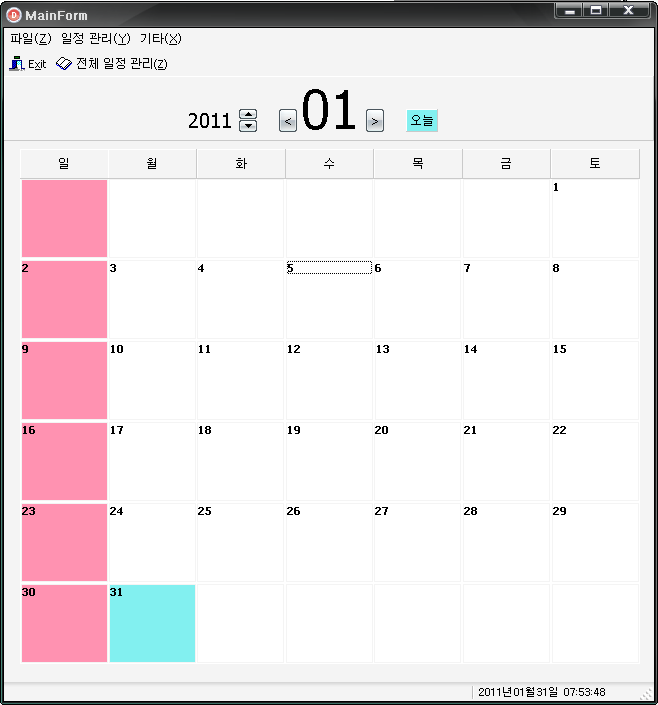 MainForm
파일(Z) 일정 관리(Y) 기타(X)
Exit 전체 일정 관리(Z)
2011 < 01 > 오늘
일 월 화 수 목 금 토
1
2 3 4 5 6 7 8
9 10 11 12 13 14 15
16 17 18 19 20 21 22
23 24 25 26 27 28 29
30 31
2011년01월31일 07:53:48